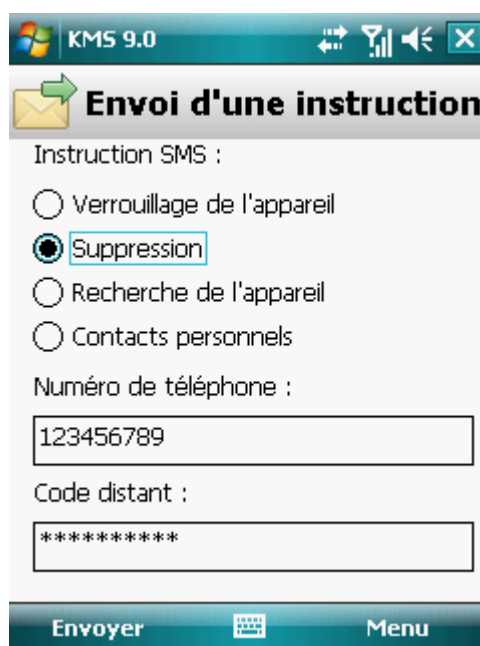 KMS 9.0
Envoi d'une instruction
Instruction SMS :
Verrouillage de l'appareil
Suppression
Recherche de l'appareil
Contacts personnels
Numéro de téléphone :
123456789
Code distant :
**********
Envoyer Menu